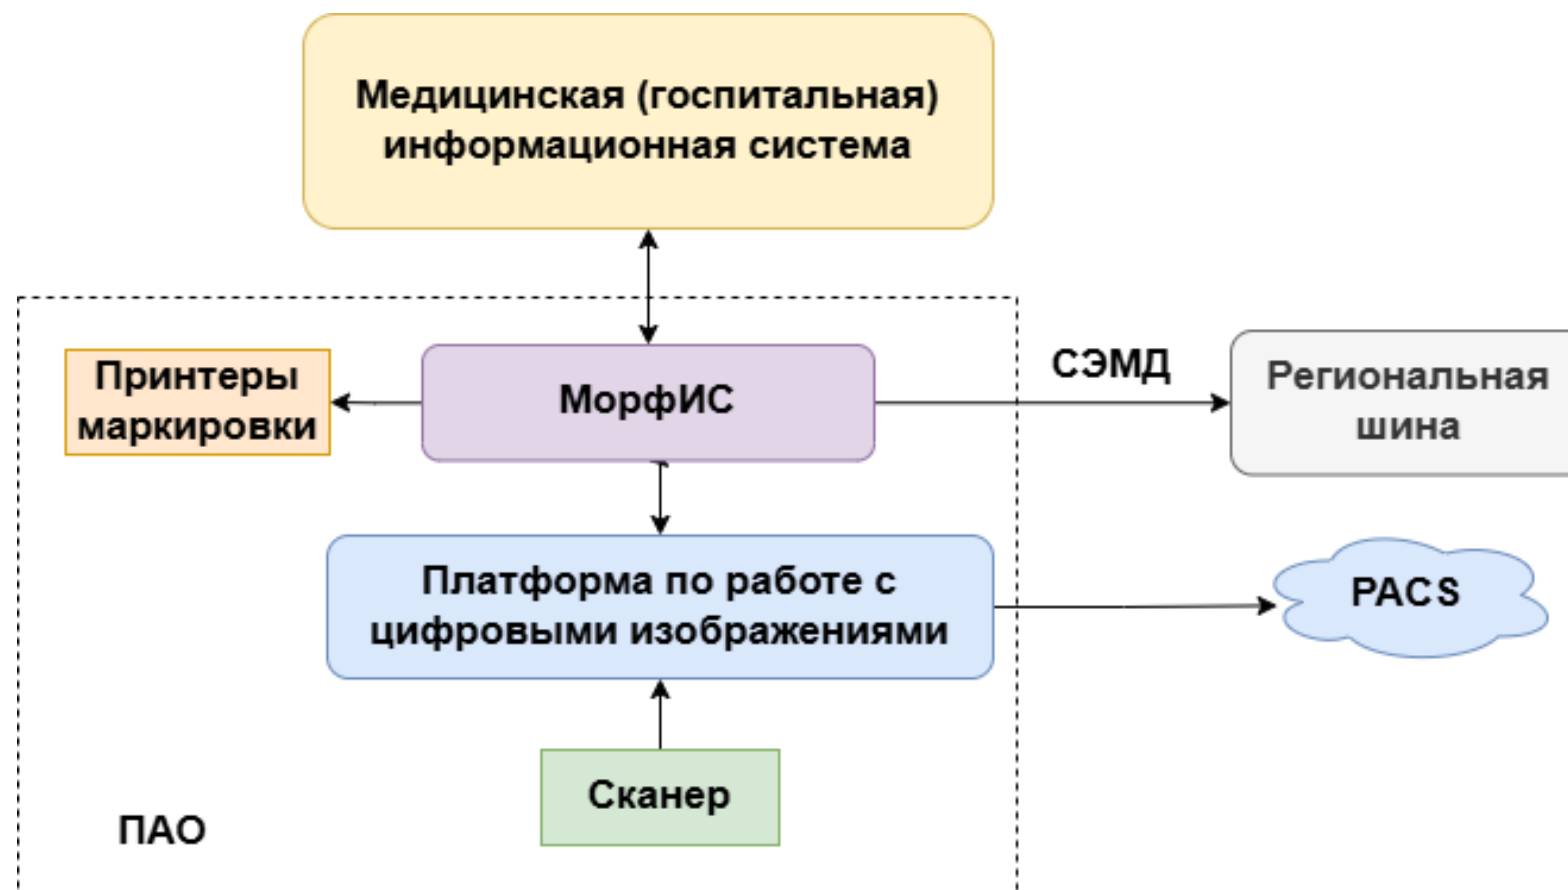 Медицинская (госпитальная)
информационная система
Принтеры
маркировки
МорфИС
СЭМД
Региональная
шина
Платформа по работе с
цифровыми изображениями
PACS
Сканер
ПАО